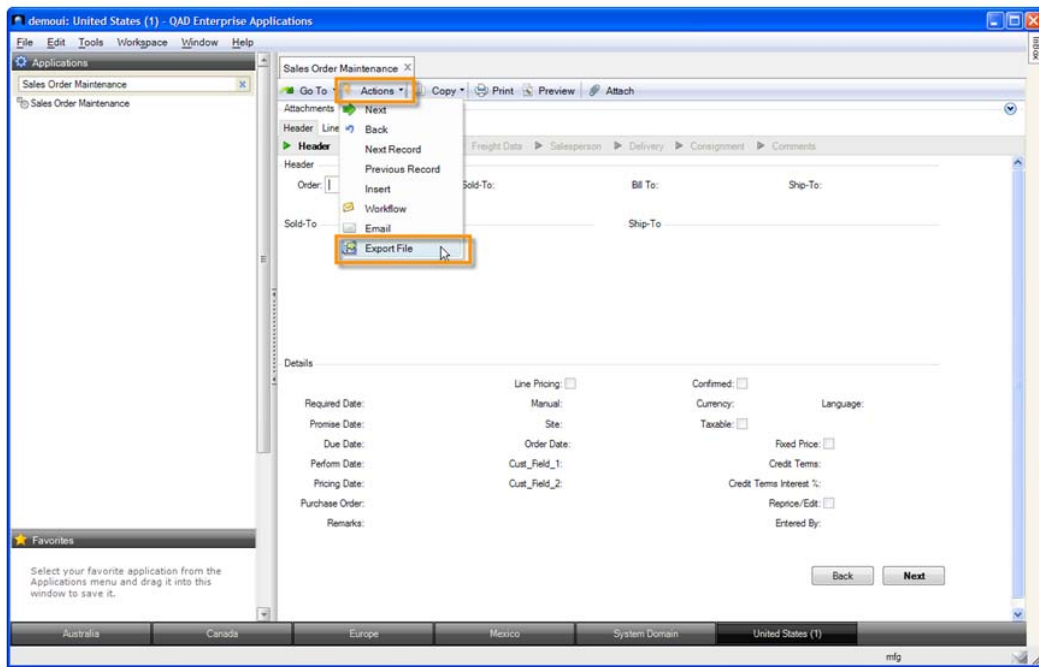 demoui: United States (1) - QAD Enterprise Applications
File Edit Tools Workspace Window Help
Inbox
Applications
Sales Order Maintenance
Sales Order Maintenance
Sales Order Maintenance
Go To Actions Copy Print Preview Attach
Attachments
Header Line
Header Freight Data Salesperson Delivery Consignment Comments
Next
Back
Next Record
Previous Record
Insert
Workflow
Email
Export File
Header
Order: Sold-To: Bill To: Ship-To:
Sold-To Ship-To
Details
Line Pricing: Confirmed:
Required Date: Manual: Currency: Language:
Promise Date: Site: Taxable:
Due Date: Order Date: Fixed Price:
Perform Date: Cust_Field_1: Credit Terms:
Pricing Date: Cust_Field_2: Credit Terms Interest %:
Purchase Order: Reprice/Edit:
Remarks: Entered By:
Back Next
Favorites
Select your favorite application from the
Applications menu and drag it into this
window to save it.
Australia Canada Europe Mexico System Domain United States (1)
mfg